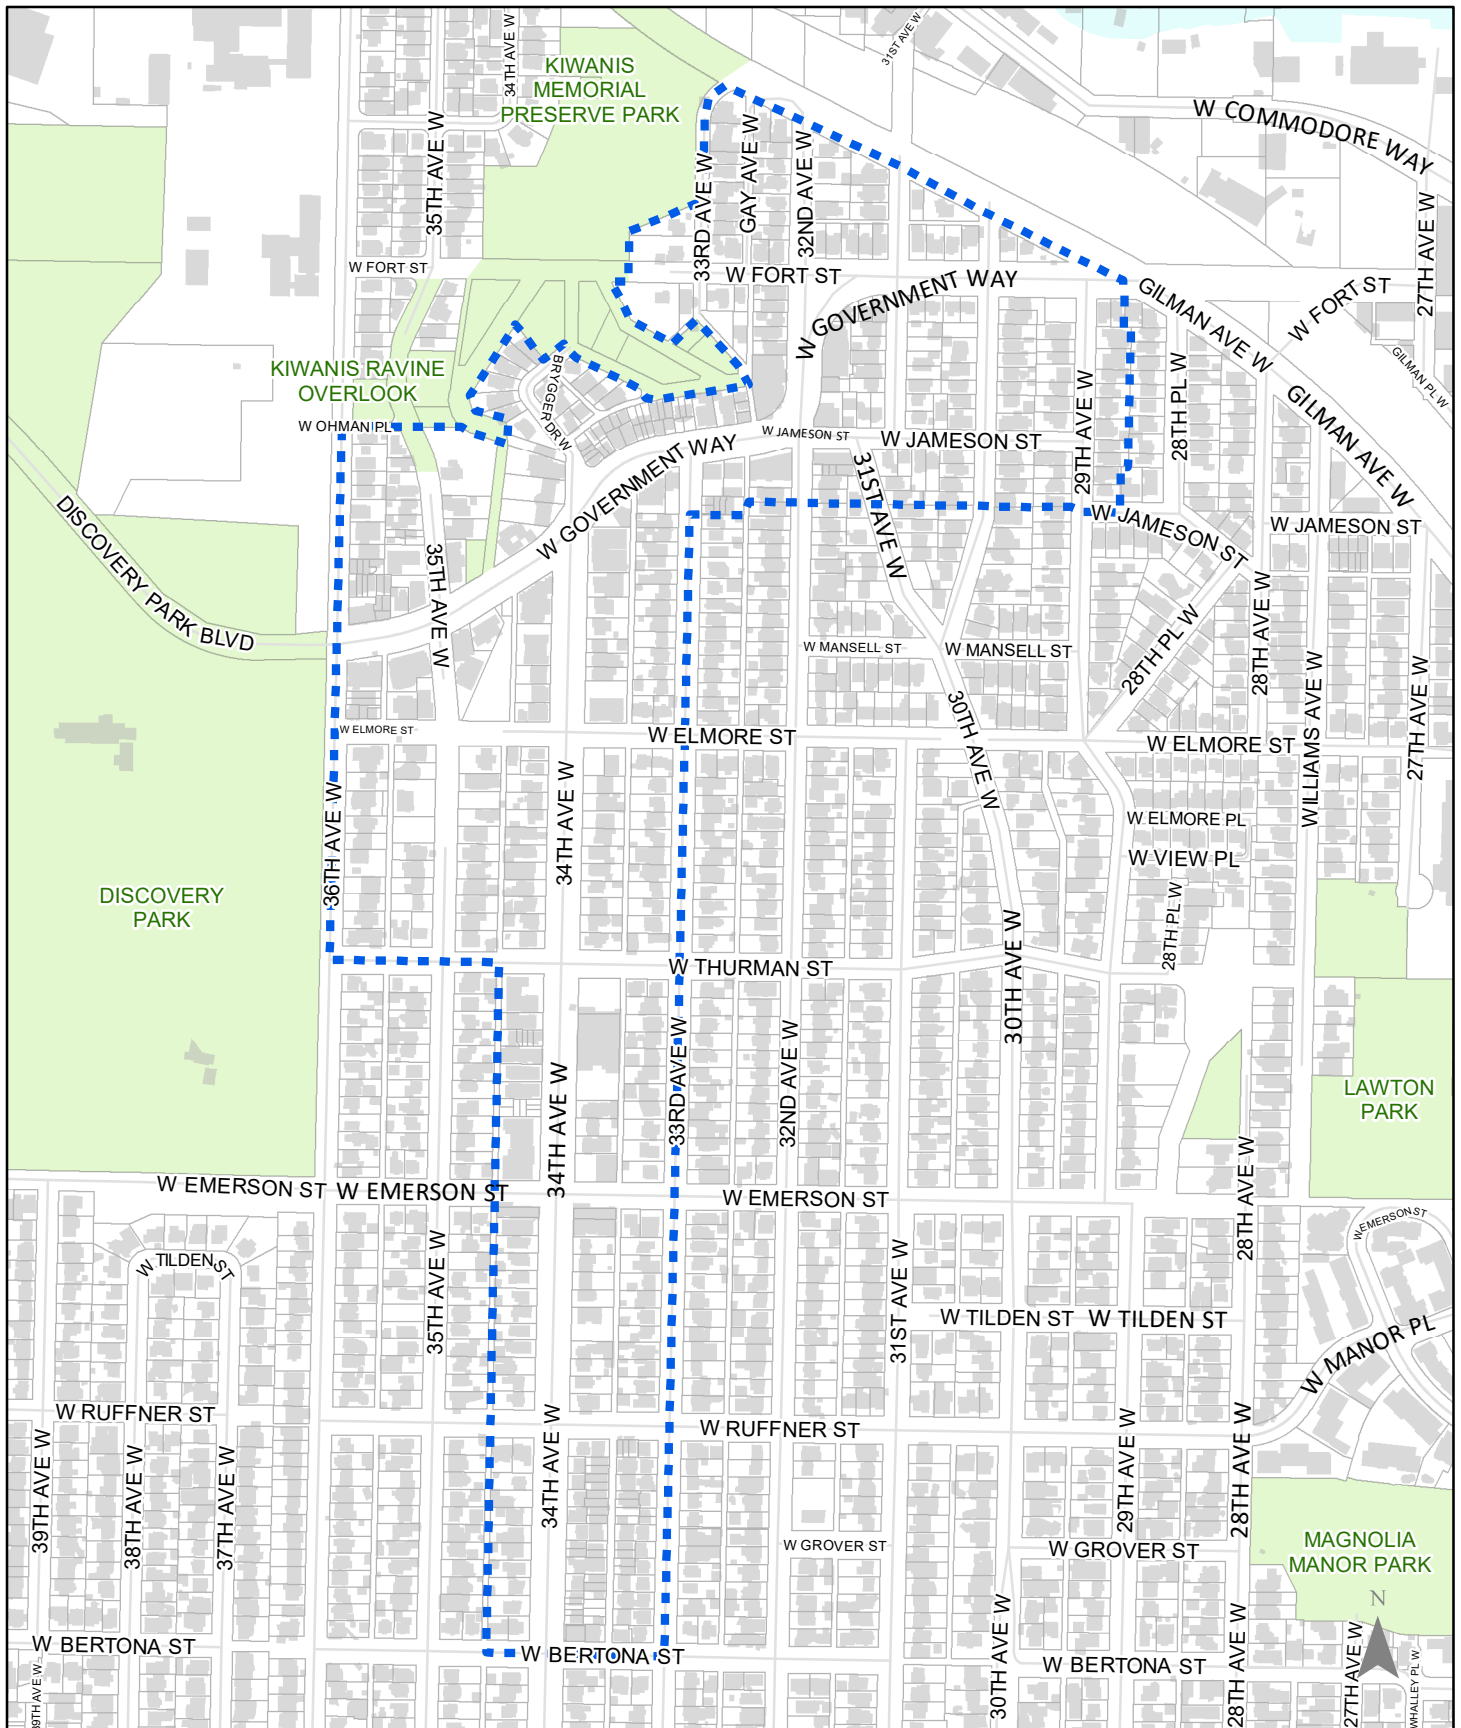 34TH AVE W
31ST AVE W
KIWANIS
MEMORIAL
PRESERVE PARK
W COMMODORE WAY
35TH AVE W
33RD AVE W
GAY AVE W
32ND AVE W
27TH AVE W
W FORT ST
W FORT ST
W GOVERNMENT WAY
GILMAN AVE W
W FORT ST
GILMAN PL W
KIWANIS RAVINE
OVERLOOK
BRYGGER DR W
28TH PL W
29TH AVE W
GILMAN AVE W
W OHMAN PL
W GOVERNMENT WAY
W JAMESON ST
W JAMESON ST
31ST AVE W
W JAMESON ST
W JAMESON ST
DISCOVERY PARK BLVD
35TH AVE W
28TH AVE W
W MANSELL ST
W MANSELL ST
28TH PL W
WILLIAMS AVE W
27TH AVE W
30TH AVE W
W ELMORE ST
W ELMORE ST
W ELMORE ST
36TH AVE W
34TH AVE W
W ELMORE PL
W VIEW PL
28TH PL W
DISCOVERY
PARK
W THURMAN ST
30TH AVE W
34TH AVE W
33RD AVE W
32ND AVE W
LAWTON
PARK
28TH AVE W
W EMERSON ST
W EMERSON ST
W EMERSON ST
W EMERSON ST
W TILDEN ST
35TH AVE W
31ST AVE W
W TILDEN ST
W TILDEN ST
W MANOR PL
W RUFFNER ST
W RUFFNER ST
39TH AVE W
38TH AVE W
37TH AVE W
34TH AVE W
29TH AVE W
28TH AVE W
W GROVER ST
W GROVER ST
MAGNOLIA
MANOR PARK
N
W BERTONA ST
W BERTONA ST
W BERTONA ST
39TH AVE W
30TH AVE W
28TH AVE W
27TH AVE W
WHALLEY PL W